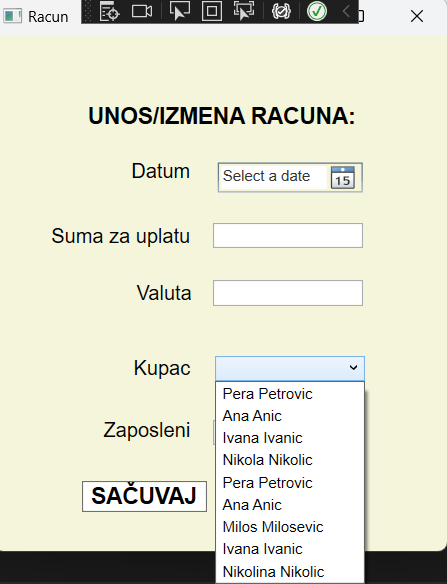 Racun
UNOS/IZMENA RACUNA:
Datum
Select a date
15
Suma za uplatu
Valuta
Kupac
Pera Petrovic
Ana Anic
Ivana Ivanic
Nikola Nikolic
Pera Petrovic
Ana Anic
Milos Milosevic
Ivana Ivanic
Nikolina Nikolic
Zaposleni
SAČUVAJ